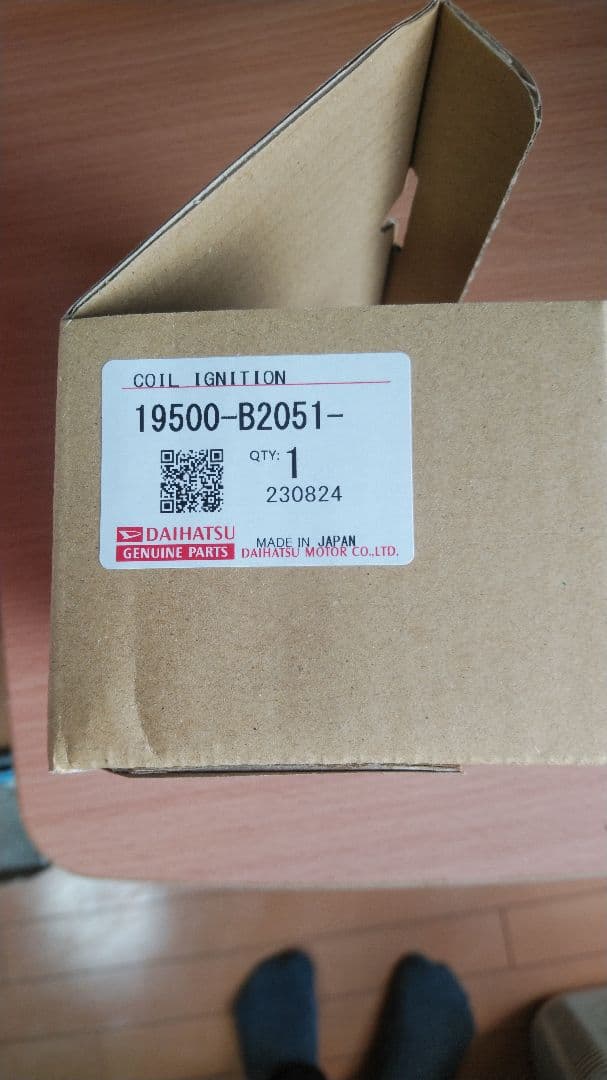 COIL IGNITION
19500-B2051-
QTY: 1
230824
DAIHATSU
GENUINE PARTS
MADE IN JAPAN
DAIHATSU MOTOR CO.,LTD.